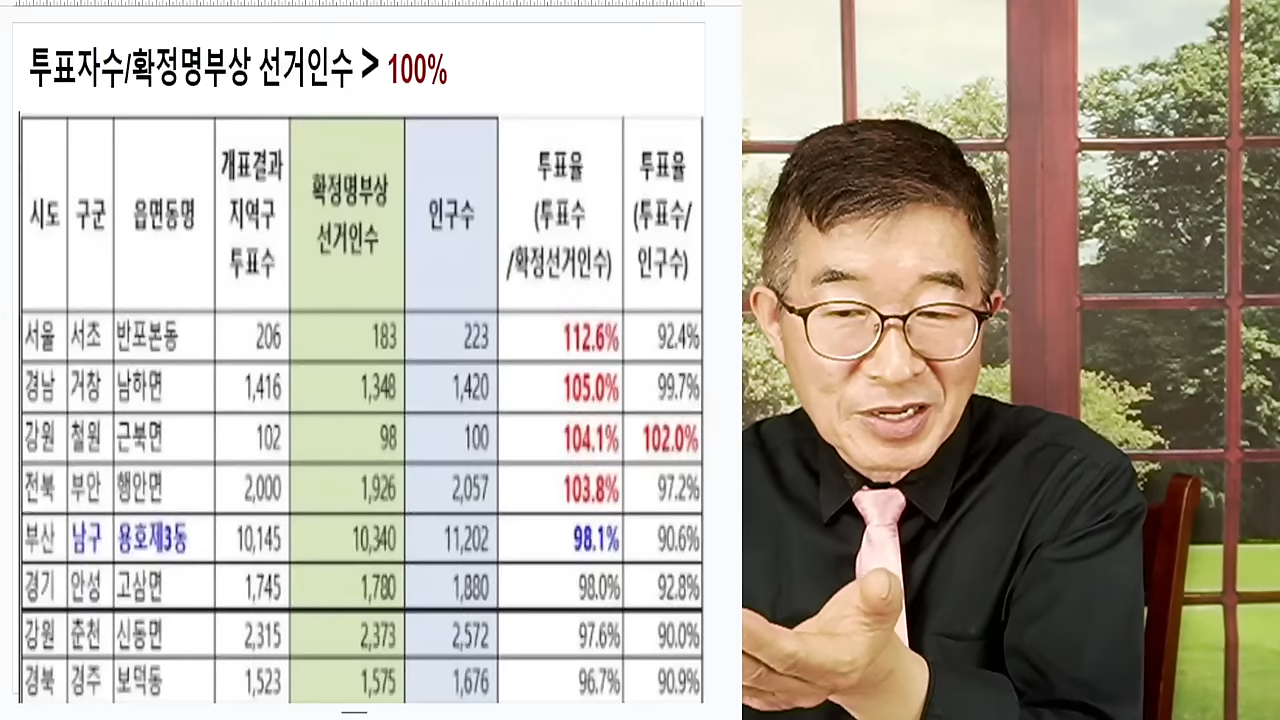 투표자수/확정명부상 선거인수 > 100%
시도 구군 읍면동명 개표결과 지역구 투표수 확정명부상 선거인수 인구수 투표율 (투표수 /확정선거인수) 투표율 (투표수/ 인구수)
서울 서초 반포본동 206 183 223 112.6% 92.4%
경남 거창 남하면 1,416 1,348 1,420 105.0% 99.7%
강원 철원 근북면 102 98 100 104.1% 102.0%
전북 부안 행안면 2,000 1,926 2,057 103.8% 97.2%
부산 남구 용호제3동 10,145 10,340 11,202 98.1% 90.6%
경기 안성 고삼면 1,745 1,780 1,880 98.0% 92.8%
강원 춘천 신동면 2,315 2,373 2,572 97.6% 90.0%
경북 경주 보덕동 1,523 1,575 1,676 96.7% 90.9%